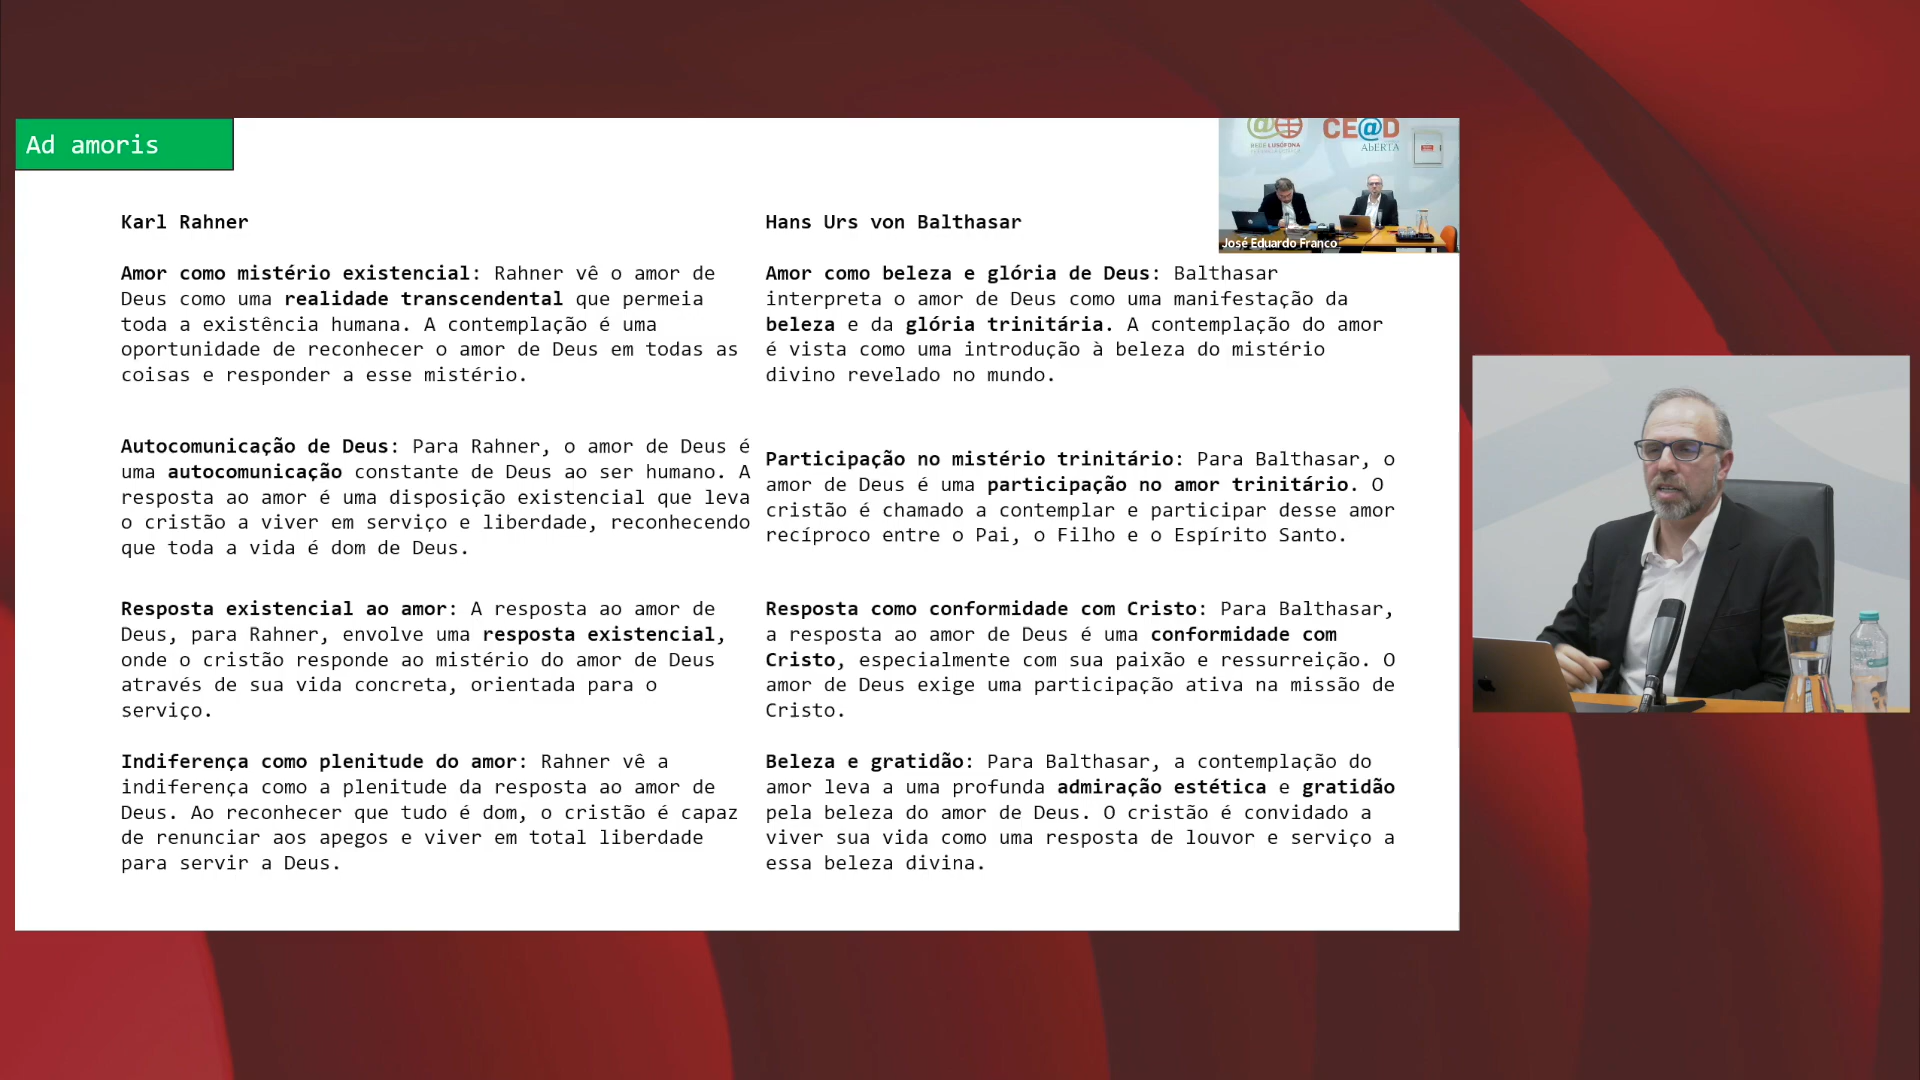 Ad amoris
Karl Rahner
Amor como mistério existencial: Rahner vê o amor de
Deus como uma realidade transcendental que permeia
toda a existência humana. A contemplação é uma
oportunidade de reconhecer o amor de Deus em todas as
coisas e responder a esse mistério.
Autocomunicação de Deus: Para Rahner, o amor de Deus é
uma autocomunicação constante de Deus ao ser humano. A
resposta ao amor é uma disposição existencial que leva
o cristão a viver em serviço e liberdade, reconhecendo
que toda a vida é dom de Deus.
Resposta existencial ao amor: A resposta ao amor de
Deus, para Rahner, envolve uma resposta existencial,
onde o cristão responde ao mistério do amor de Deus
através de sua vida concreta, orientada para o
serviço.
Indiferença como plenitude do amor: Rahner vê a
indiferença como a plenitude da resposta ao amor de
Deus. Ao reconhecer que tudo é dom, o cristão é capaz
de renunciar aos apegos e viver em total liberdade
para servir a Deus.
Hans Urs von Balthasar
Amor como beleza e glória de Deus: Balthasar
interpreta o amor de Deus como uma manifestação da
beleza e da glória trinitária. A contemplação do amor
é vista como uma introdução à beleza do mistério
divino revelado no mundo.
Participação no mistério trinitário: Para Balthasar, o
amor de Deus é uma participação no amor trinitário. O
cristão é chamado a contemplar e participar desse amor
recíproco entre o Pai, o Filho e o Espírito Santo.
Resposta como conformidade com Cristo: Para Balthasar,
a resposta ao amor de Deus é uma conformidade com
Cristo, especialmente com sua paixão e ressurreição. O
amor de Deus exige uma participação ativa na missão de
Cristo.
Beleza e gratidão: Para Balthasar, a contemplação do
amor leva a uma profunda admiração estética e gratidão
pela beleza do amor de Deus. O cristão é convidado a
viver sua vida como uma resposta de louvor e serviço a
essa beleza divina.
CE@D
AbERTA
REDE LUSÓFONA
José Eduardo Franco